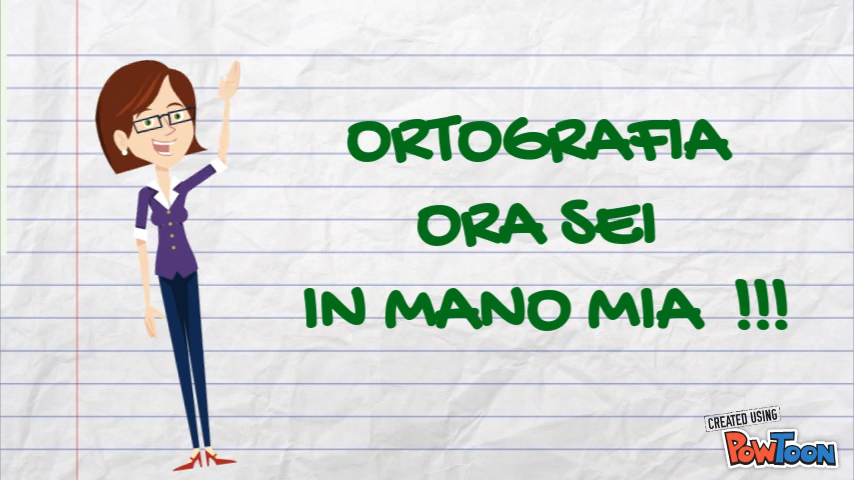 ORTOGRAFIA
ORA SEI
IN MANO MIA !!!
CREATED USING
POWTOON